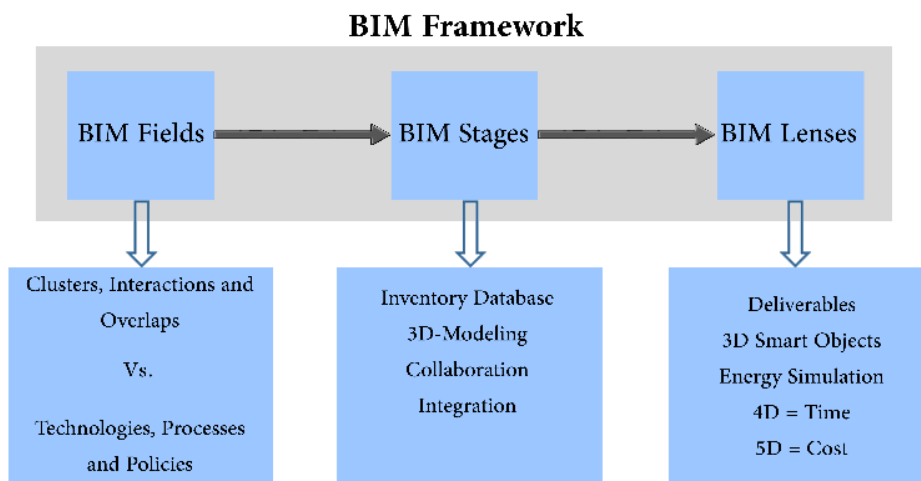 BIM Framework
BIM Fields
BIM Stages
BIM Lenses
Clusters, Interactions and
Overlaps
Vs.
Technologies, Processes
and Policies
Inventory Database
3D-Modeling
Collaboration
Integration
Deliverables
3D Smart Objects
Energy Simulation
4D = Time
5D = Cost